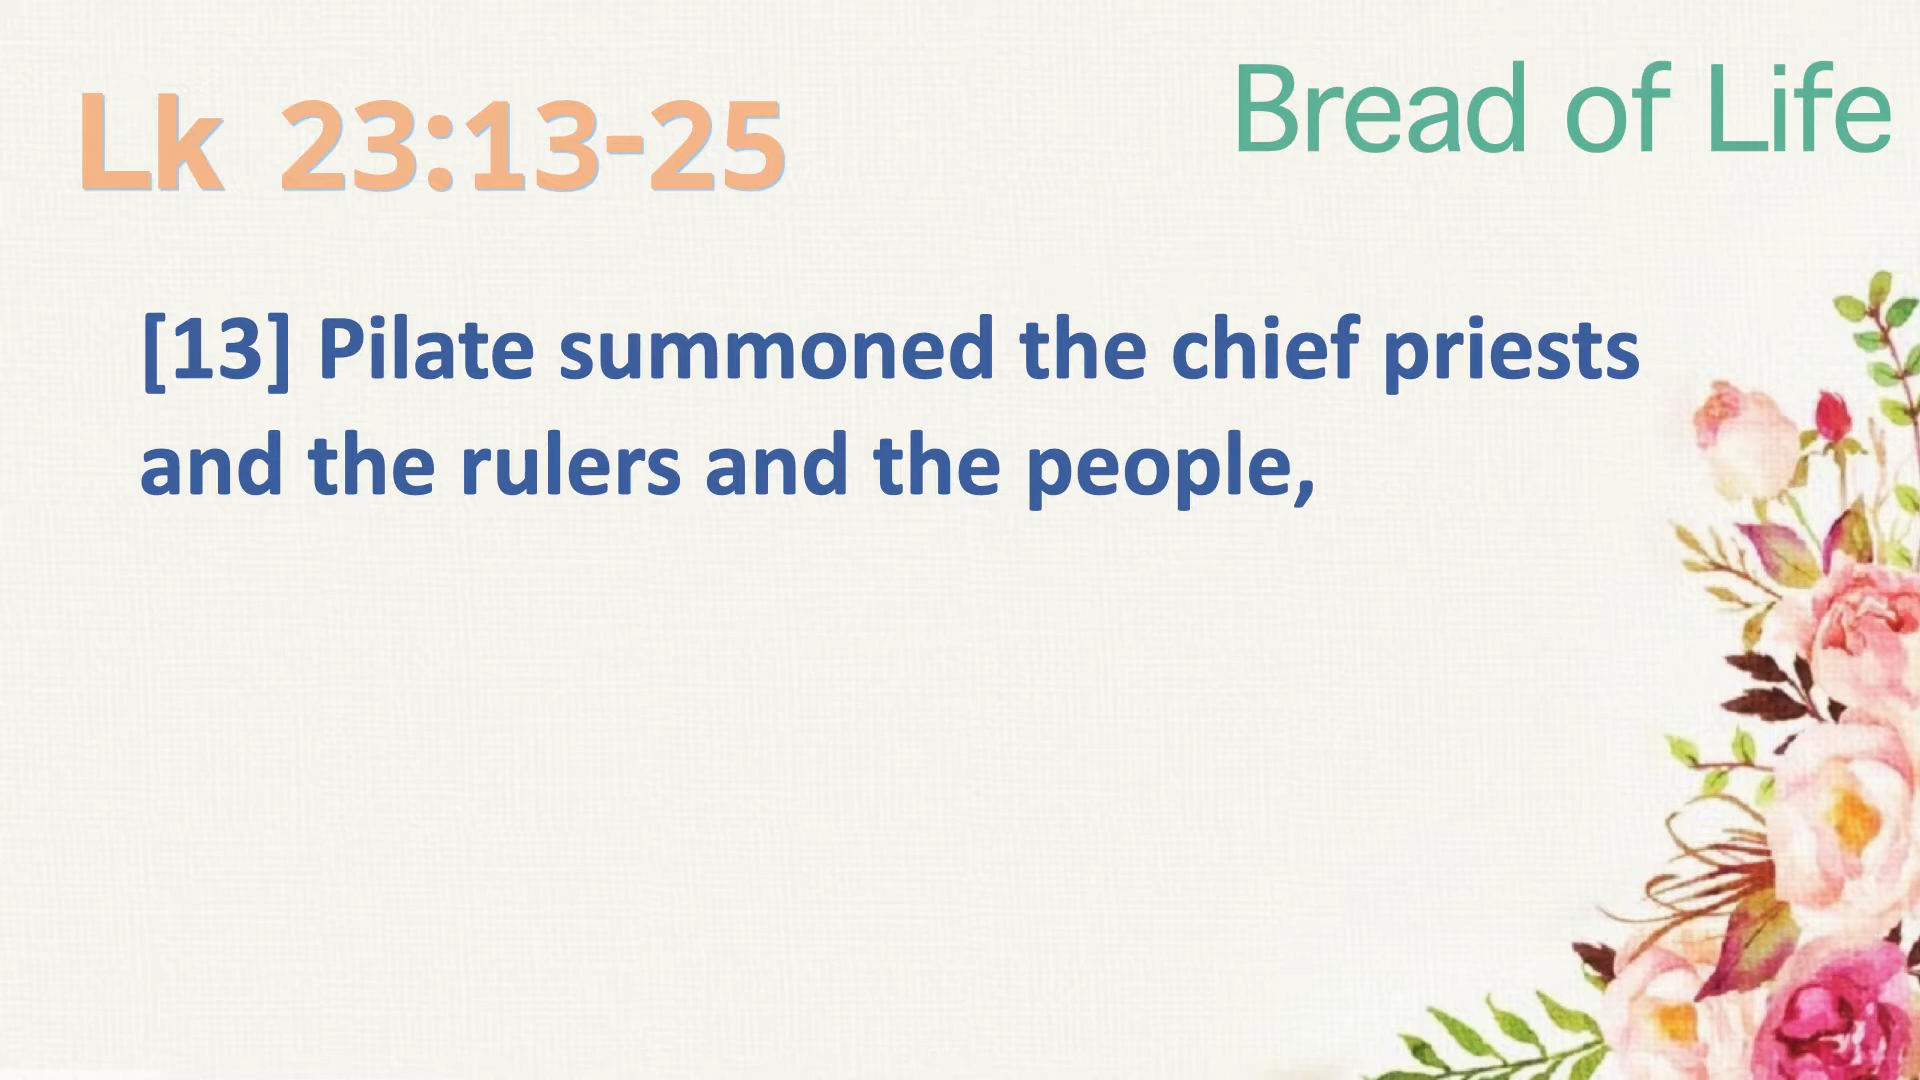 Lk 23:13-25
Bread of Life
[13] Pilate summoned the chief priests
and the rulers and the people,